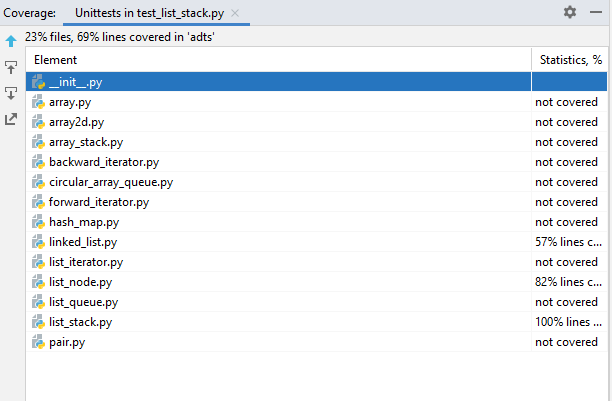 Coverage: Unittests in test_list_stack.py
23% files, 69% lines covered in 'adts'
Element Statistics, %
__init__.py
array.py not covered
array2d.py not covered
array_stack.py not covered
backward_iterator.py not covered
circular_array_queue.py not covered
forward_iterator.py not covered
hash_map.py not covered
linked_list.py 57% lines c...
list_iterator.py not covered
list_node.py 82% lines c...
list_queue.py not covered
list_stack.py 100% lines ...
pair.py not covered